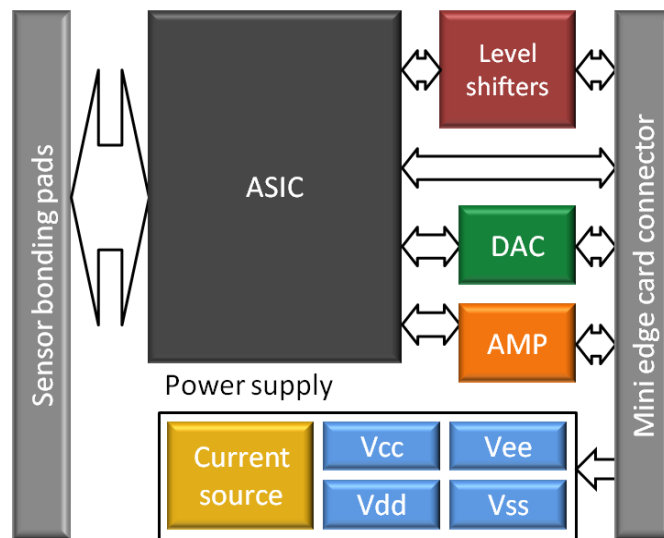 Sensor bonding pads
ASIC
Level
shifters
DAC
AMP
Mini edge card connector
Power supply
Current
source
Vcc
Vee
Vdd
Vss